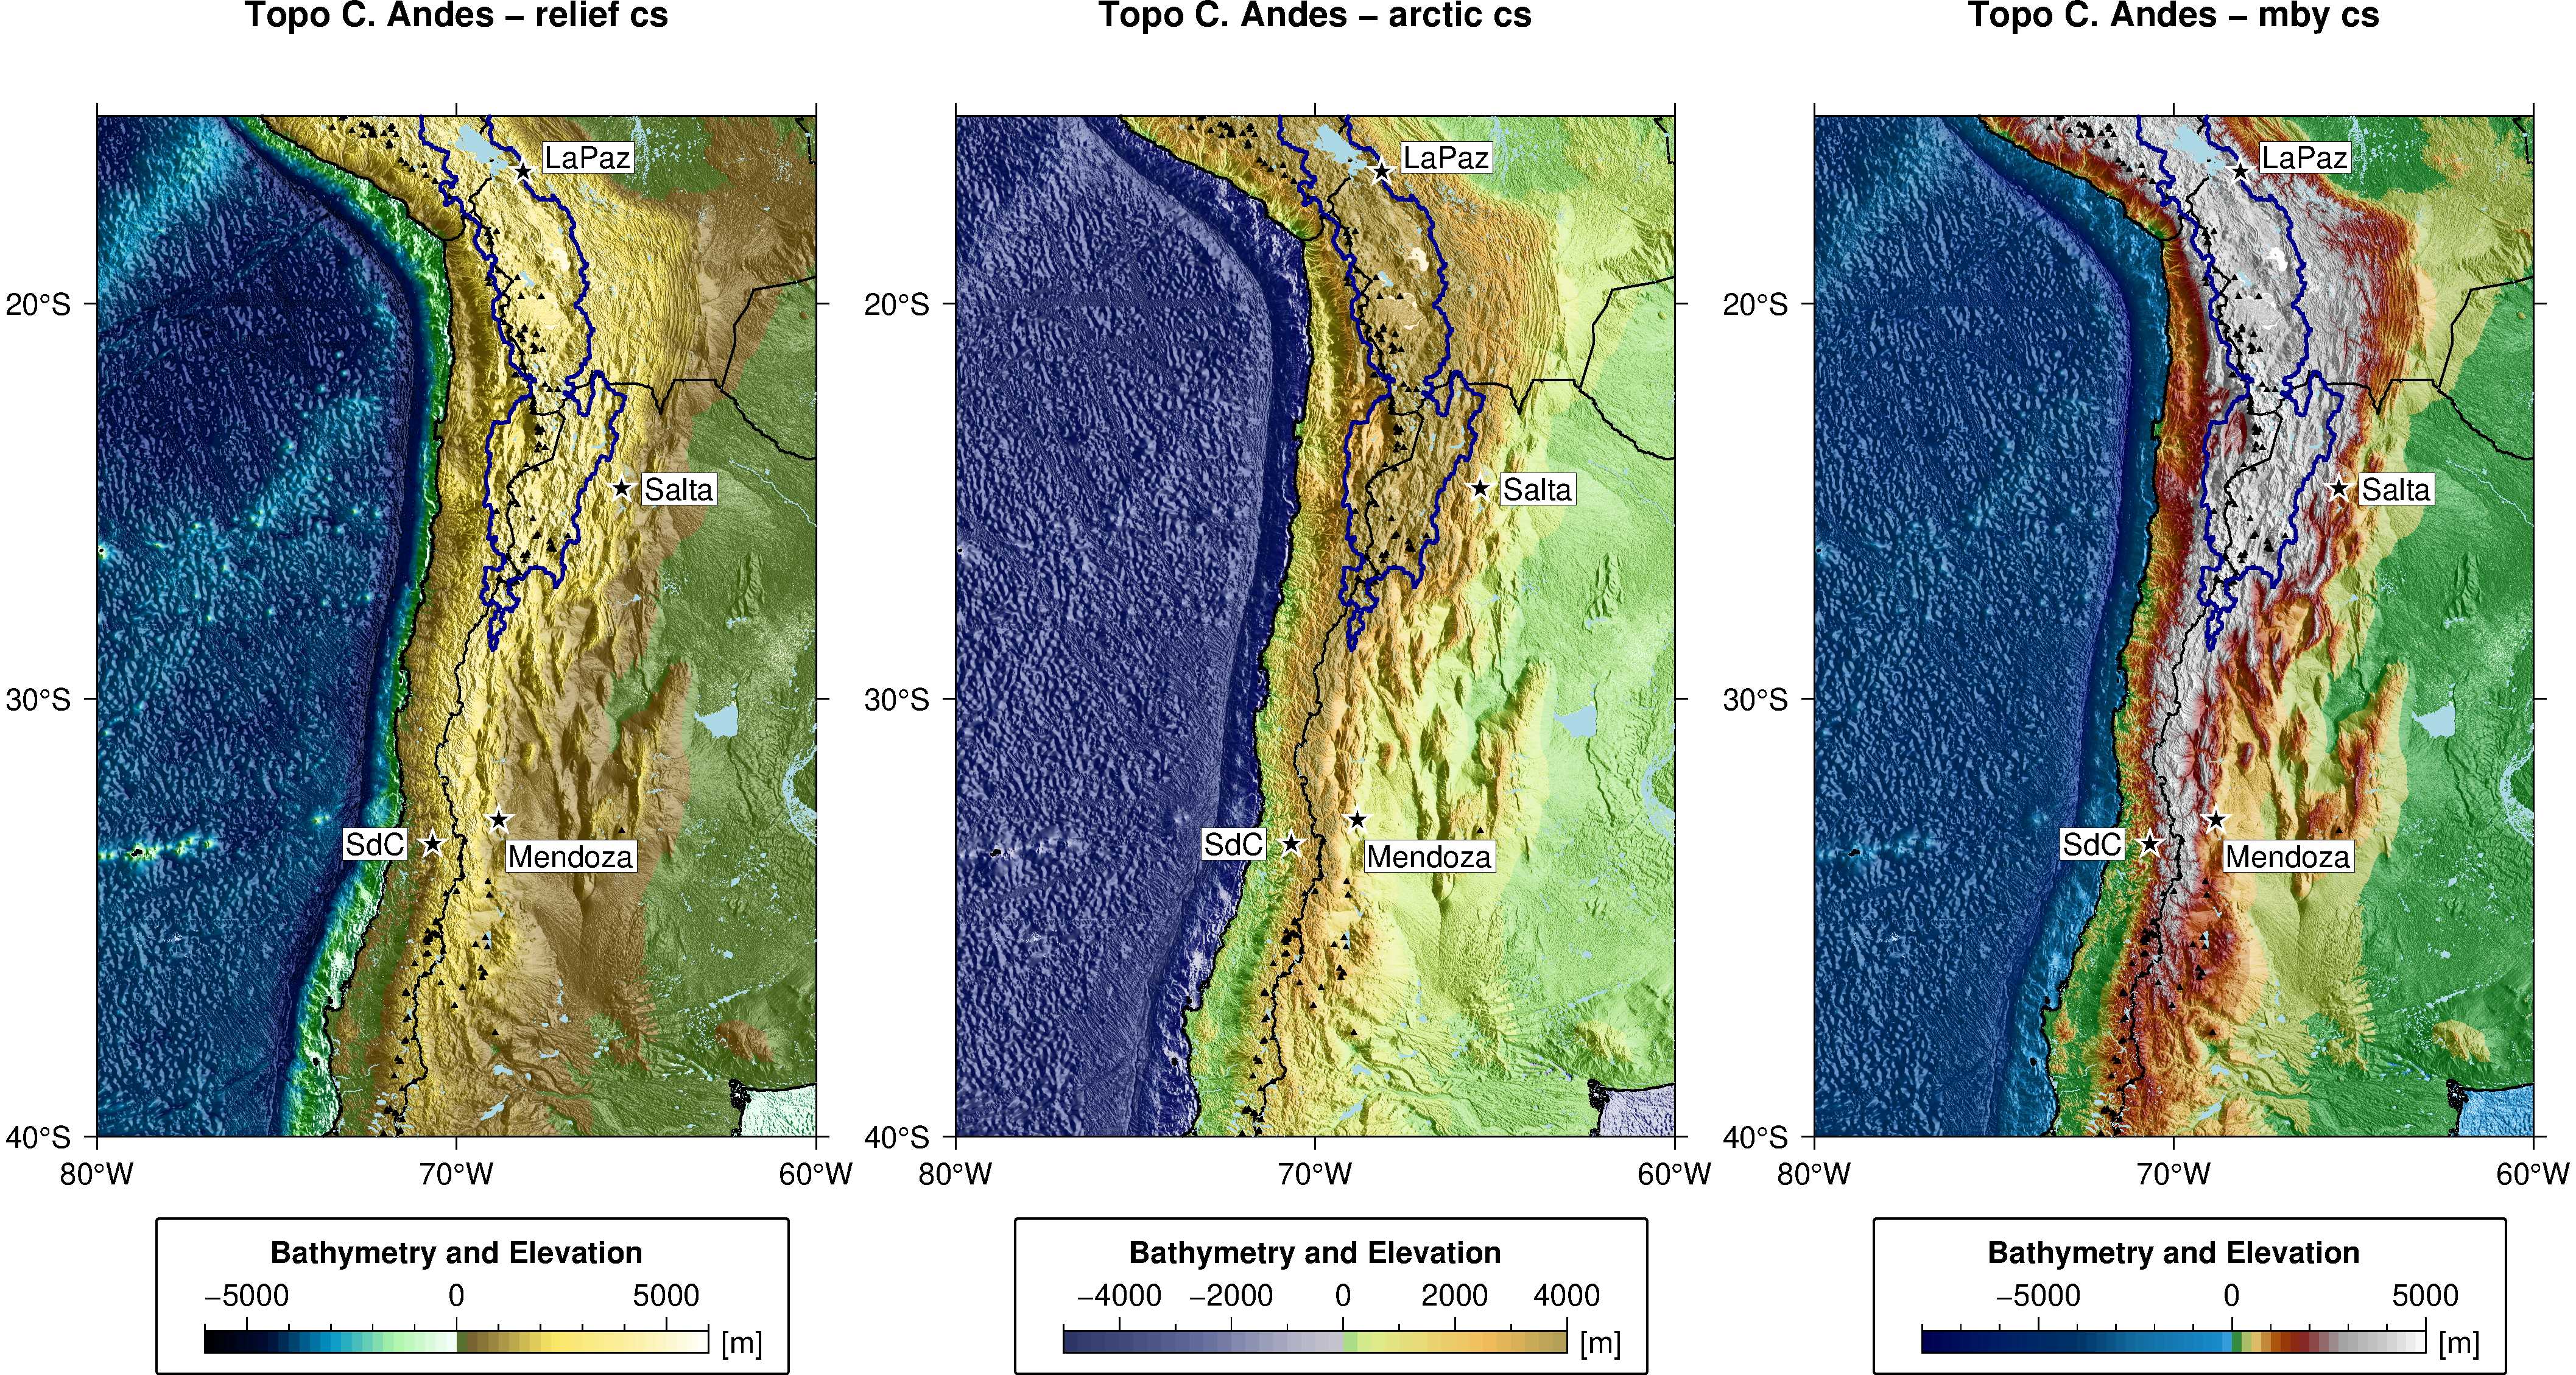 Topo C. Andes – relief cs
LaPaz
20°S
Salta
30°S
SdC
Mendoza
40°S
80°W 70°W 60°W
Bathymetry and Elevation
–5000 0 5000
[m]
Topo C. Andes – arctic cs
LaPaz
20°S
Salta
30°S
SdC
Mendoza
40°S
80°W 70°W 60°W
Bathymetry and Elevation
–4000 –2000 0 2000 4000
[m]
Topo C. Andes – mby cs
LaPaz
20°S
Salta
30°S
SdC
Mendoza
40°S
80°W 70°W 60°W
Bathymetry and Elevation
–5000 0 5000
[m]